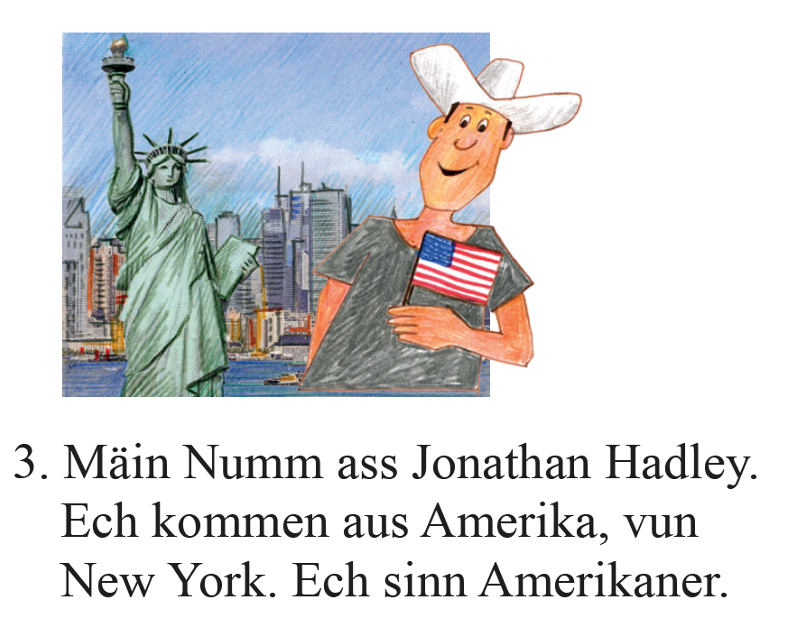 3. Mäin Numm ass Jonathan Hadley.
Ech kommen aus Amerika, vun
New York. Ech sinn Amerikaner.